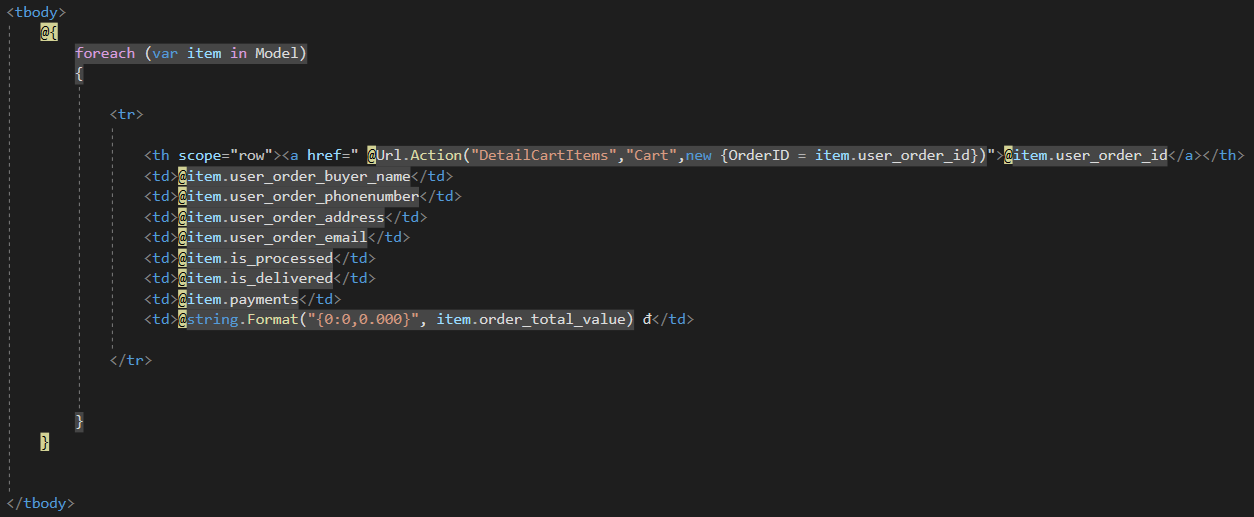 <tbody>
@{
foreach (var item in Model)
{
<tr>
<th scope="row"><a href=" @Url.Action("DetailCartItems","Cart",new {OrderID = item.user_order_id})">@item.user_order_id</a></th>
<td>@item.user_order_buyer_name</td>
<td>@item.user_order_phonenumber</td>
<td>@item.user_order_address</td>
<td>@item.user_order_email</td>
<td>@item.is_processed</td>
<td>@item.is_delivered</td>
<td>@item.payments</td>
<td>@string.Format("{0:0,0.000}", item.order_total_value) đ</td>
</tr>
}
}
</tbody>